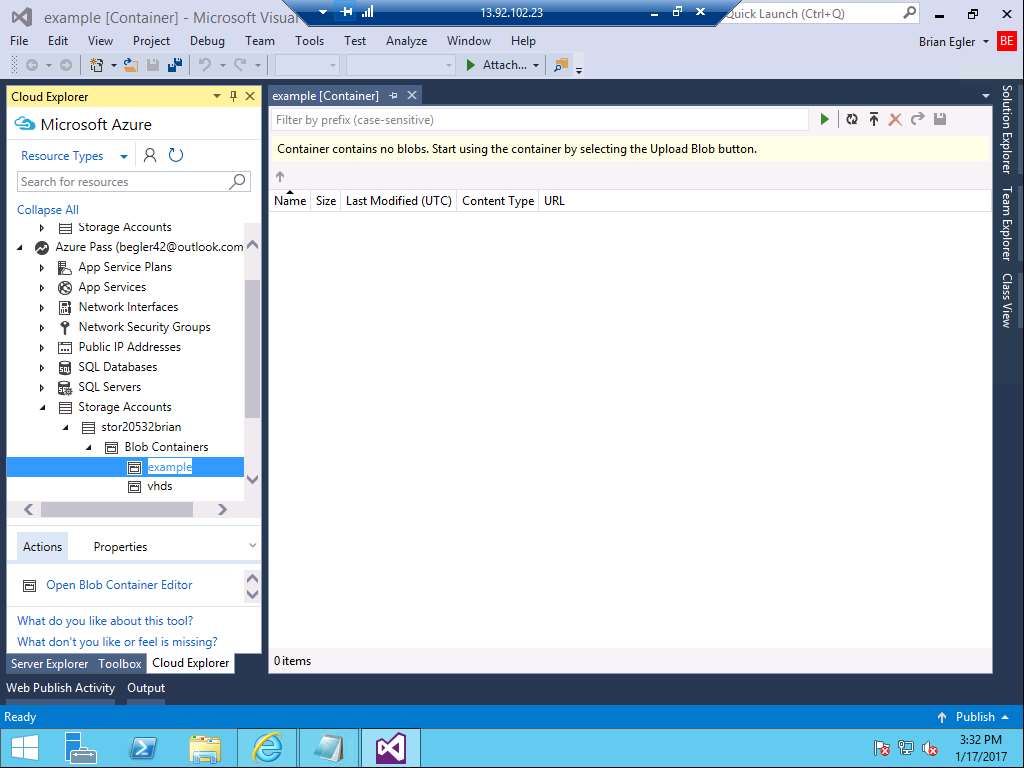 example [Container] - Microsoft Visua
13.92.102.23
Quick Launch (Ctrl+Q)
File Edit View Project Debug Team Tools Test Analyze Window Help
Brian Egler BE
Attach...
Cloud Explorer
example [Container]
Microsoft Azure
Filter by prefix (case-sensitive)
Resource Types
Container contains no blobs. Start using the container by selecting the Upload Blob button.
Search for resources
Name Size Last Modified (UTC) Content Type URL
Collapse All
Storage Accounts
Azure Pass (begler42@outlook.com
App Service Plans
App Services
Network Interfaces
Network Security Groups
Public IP Addresses
SQL Databases
SQL Servers
Storage Accounts
stor20532brian
Blob Containers
example
vhds
Actions Properties
Open Blob Container Editor
What do you like about this tool?
What don't you like or feel is missing?
0 items
Server Explorer Toolbox Cloud Explorer
Solution Explorer
Team Explorer
Class View
Web Publish Activity Output
Ready
Publish
3:32 PM
1/17/2017